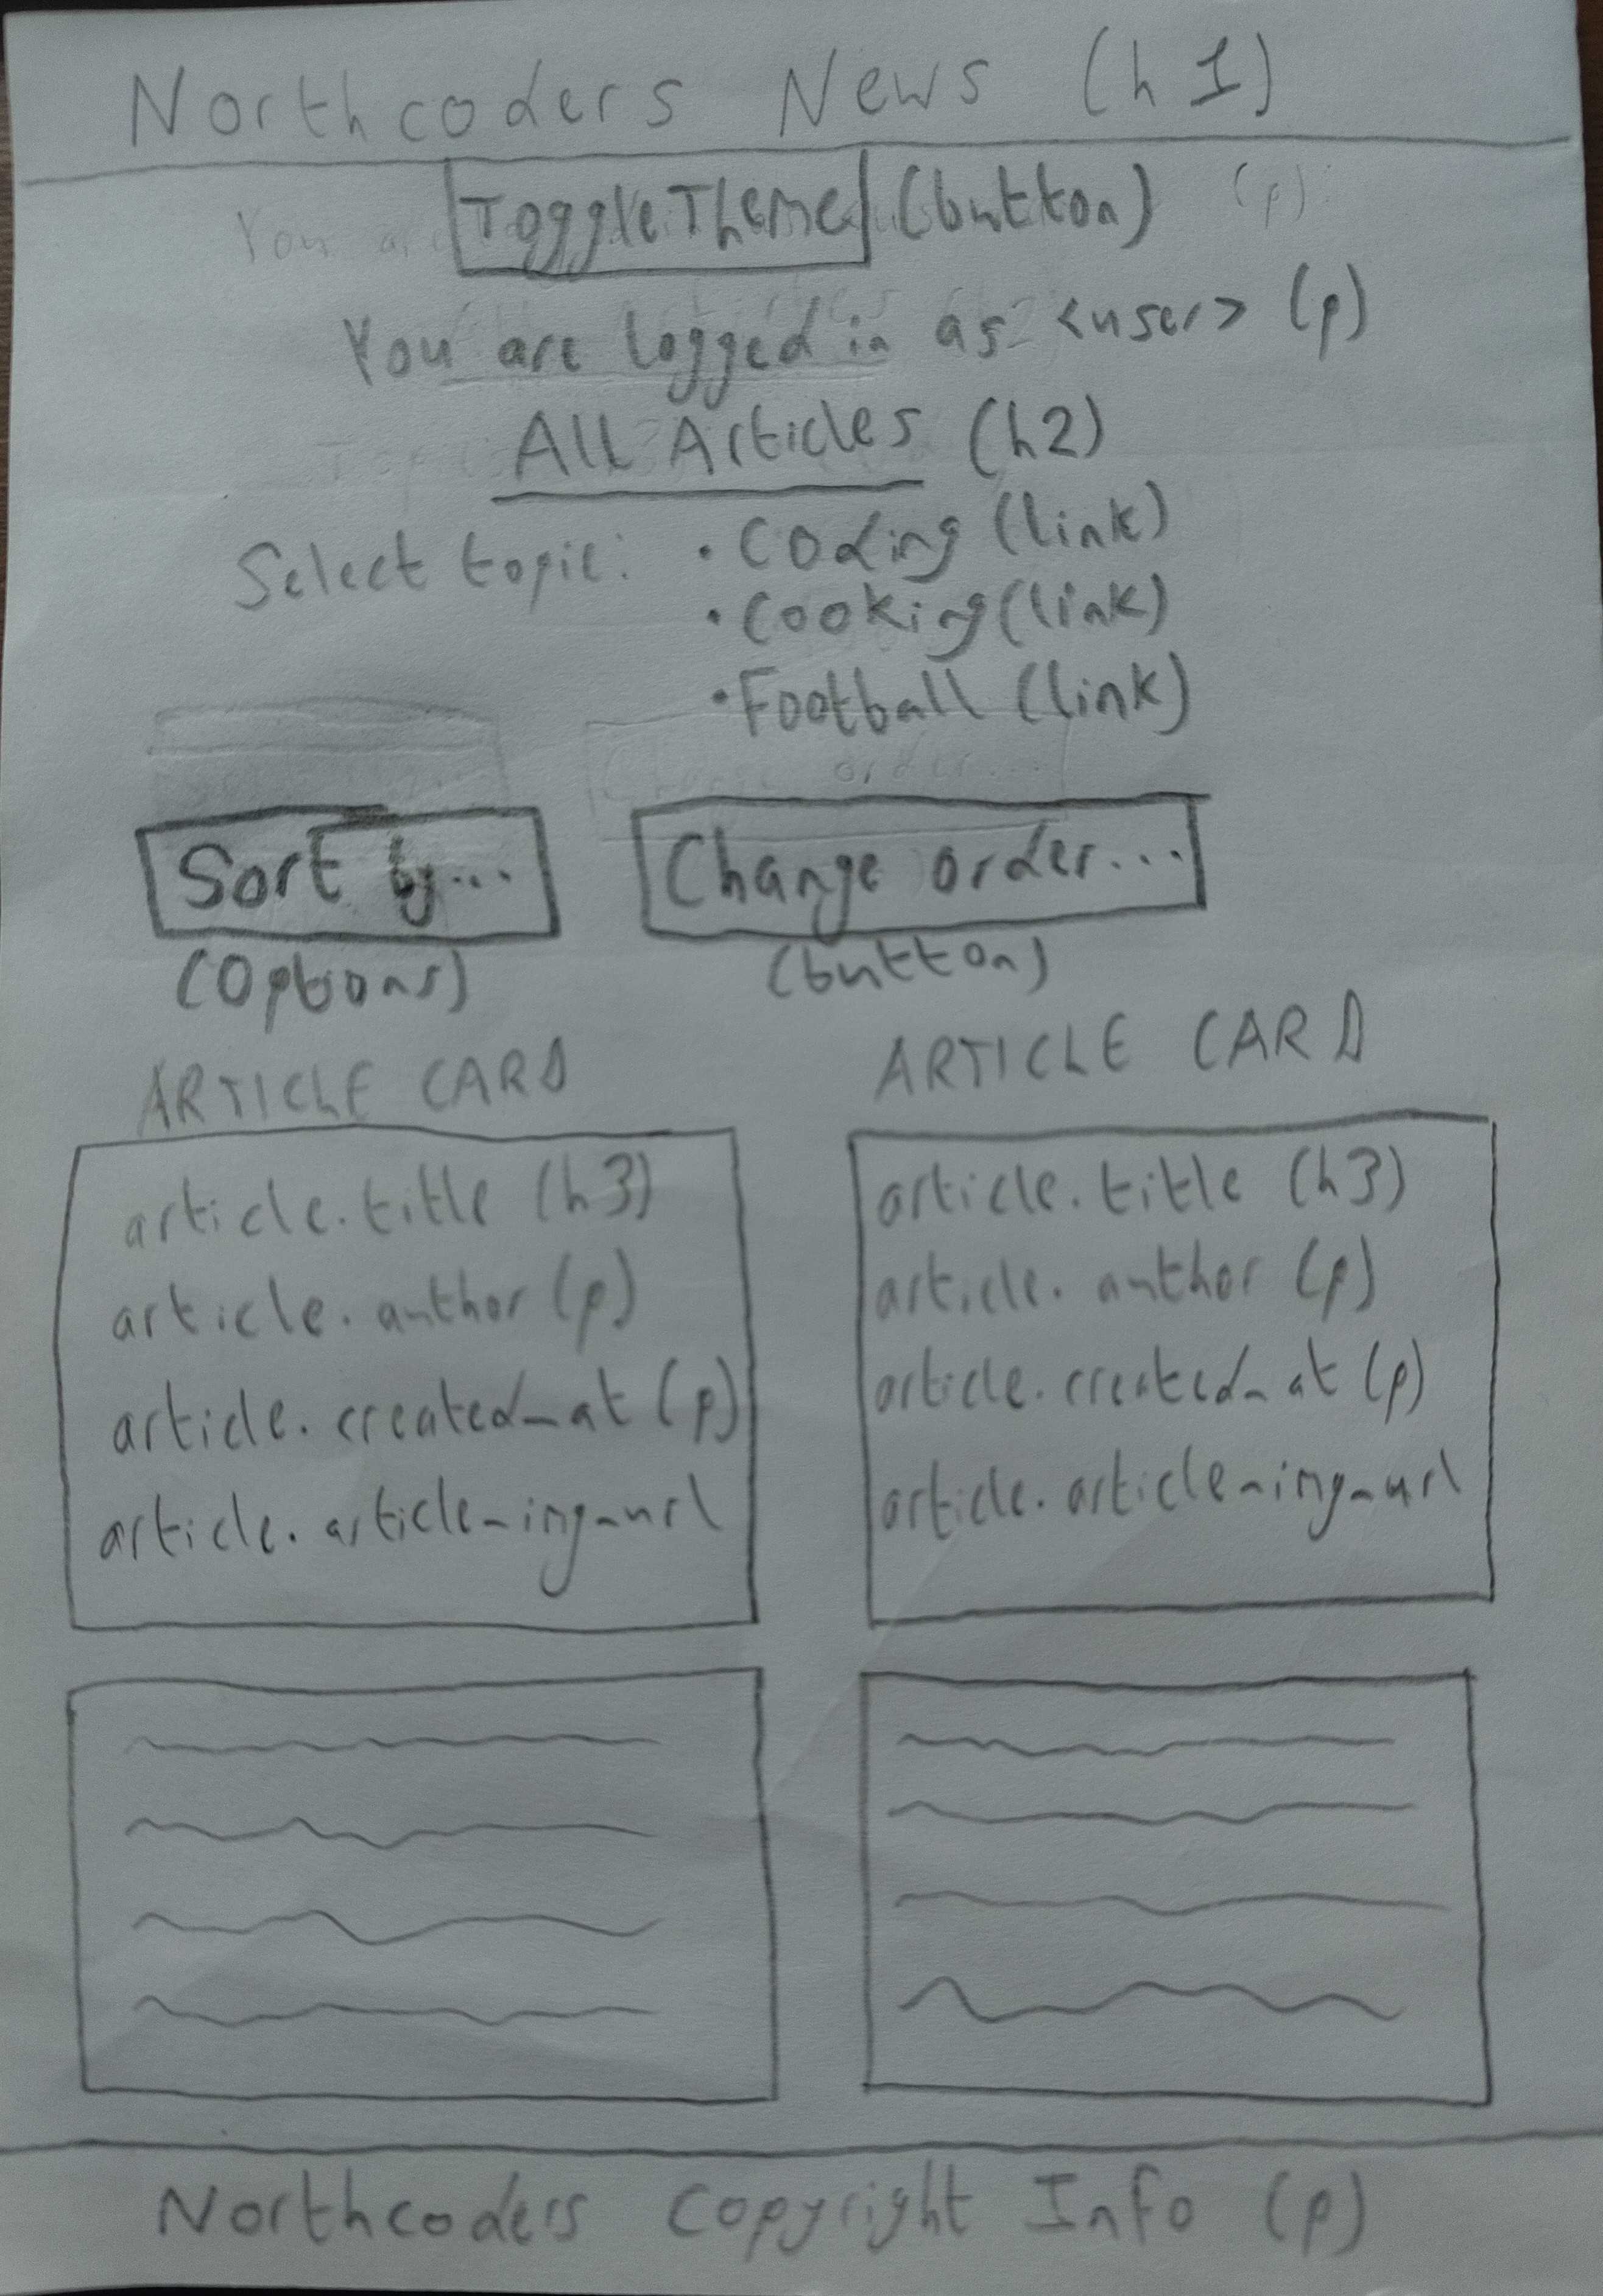 Northcoders News (h1)
Toggle Theme (button) (p)
You are logged in as <user> (p)
All Articles (h2)
Select topic: • Coding (link)
• Cooking (link)
• Football (link)
Sort by... Change order...
(Options) (button)
ARTICLE CARD ARTICLE CARD
article.title (h3) article.title (h3)
article.author (p) article.author (p)
article.created_at (p) article.created_at (p)
article.article_img_url article.article_img_url
Northcoders Copyright Info (p)